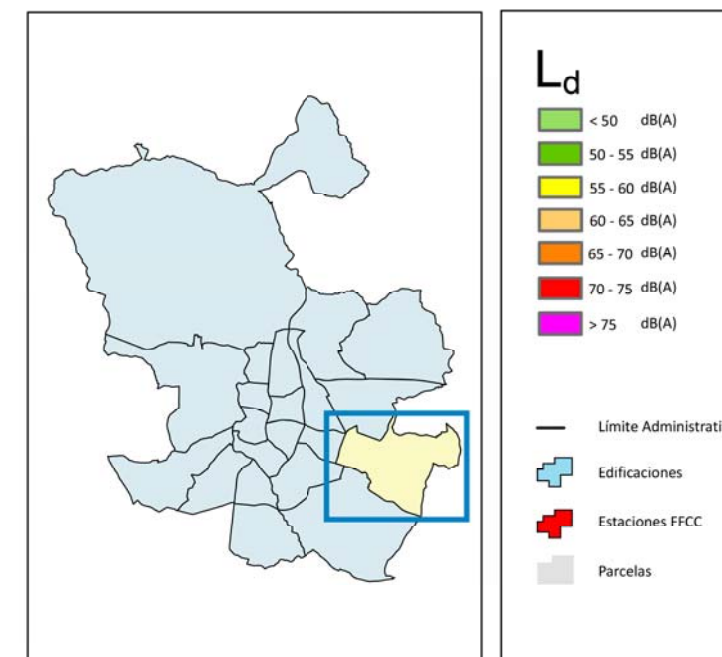 Ld
< 50 dB(A)
50 - 55 dB(A)
55 - 60 dB(A)
60 - 65 dB(A)
65 - 70 dB(A)
70 - 75 dB(A)
> 75 dB(A)
Límite Administrati
Edificaciones
Estaciones FFCC
Parcelas